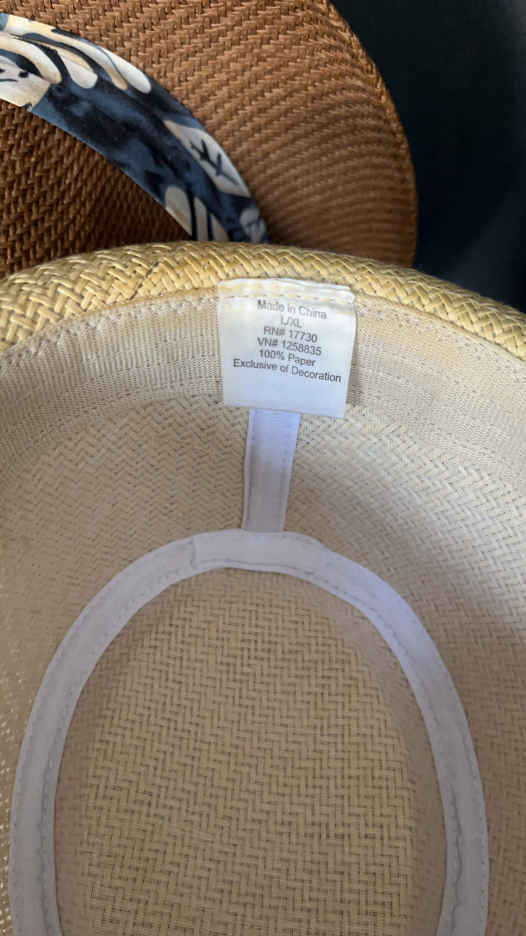 Made in China
L/XL
RN# 17730
VN# 1258835
100% Paper
Exclusive of Decoration